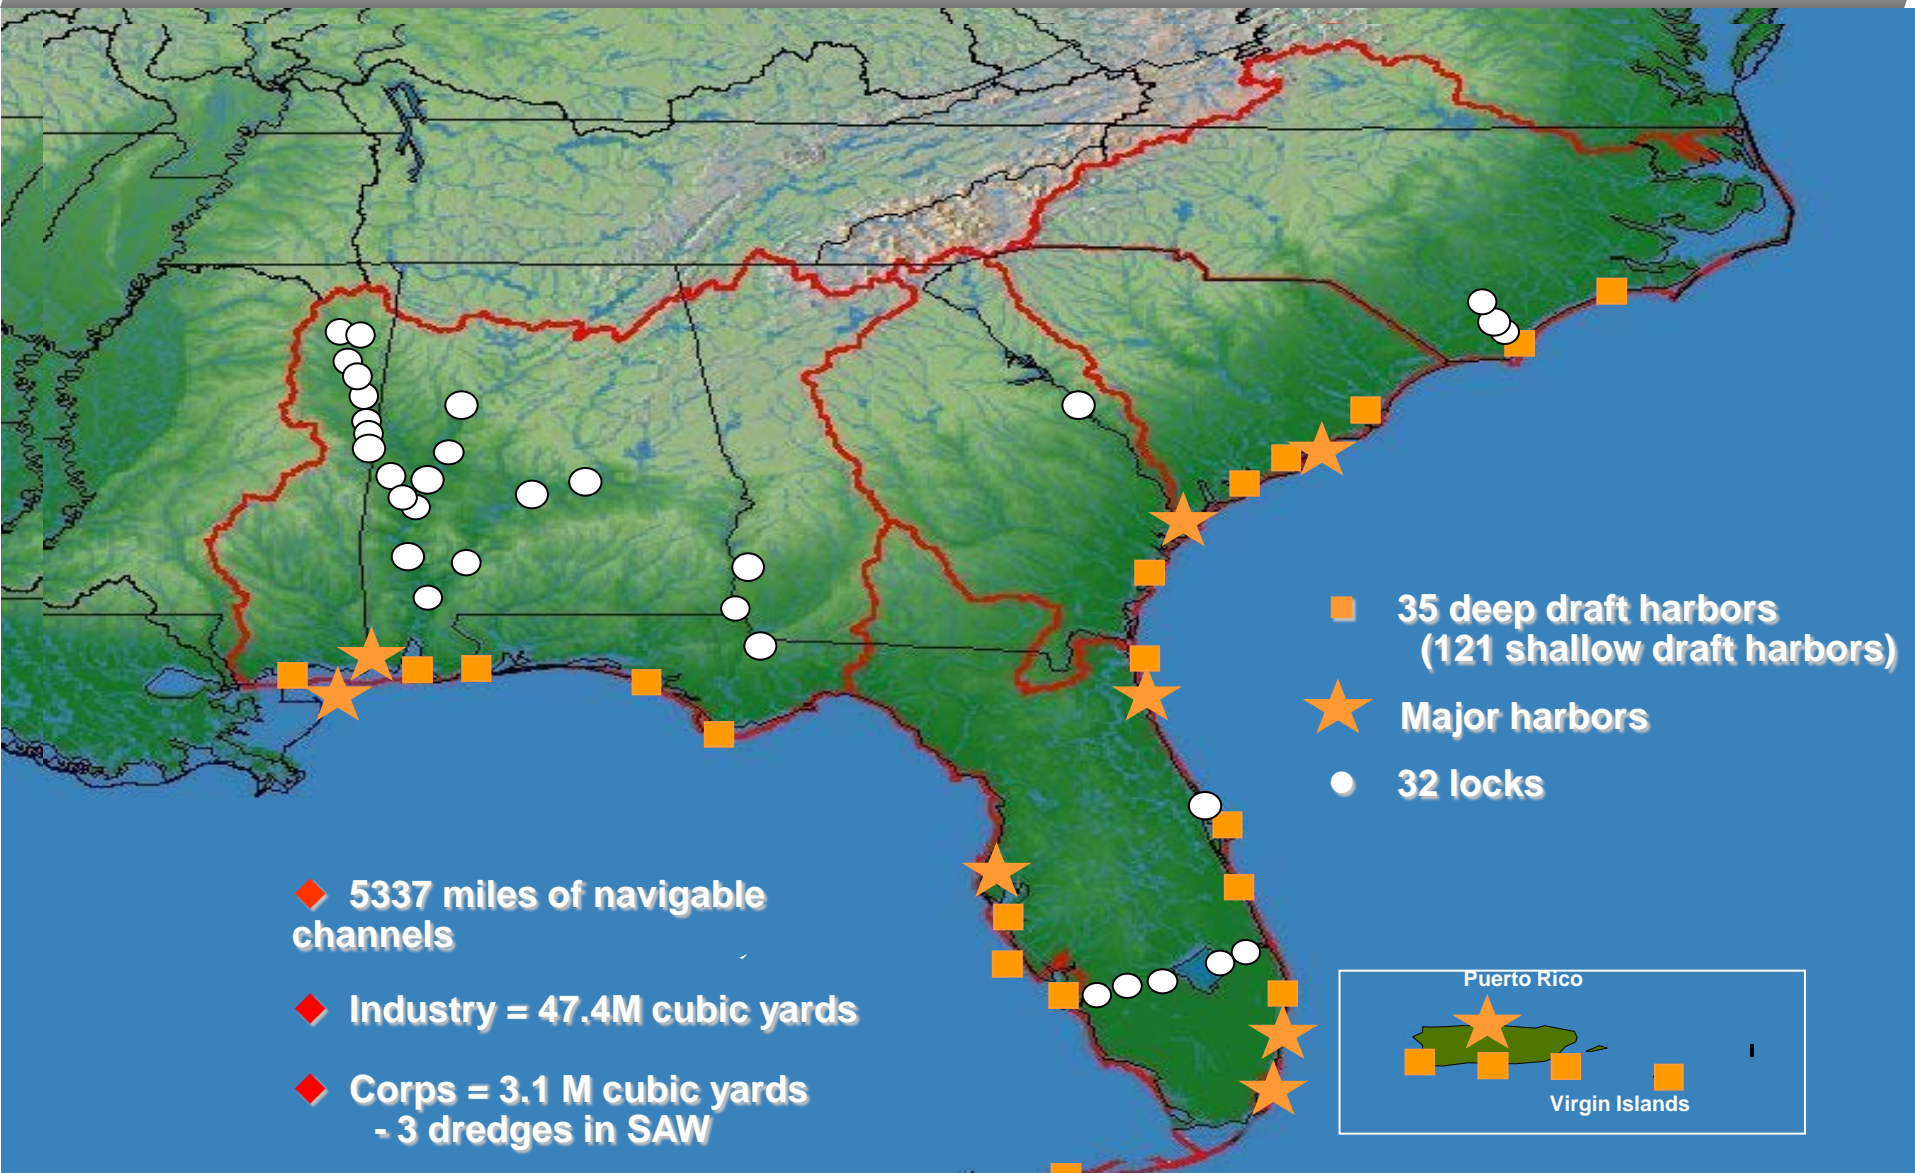 35 deep draft harbors
(121 shallow draft harbors)
Major harbors
32 locks
5337 miles of navigable
channels
Industry = 47.4M cubic yards
Corps = 3.1 M cubic yards
- 3 dredges in SAW
Puerto Rico
Virgin Islands